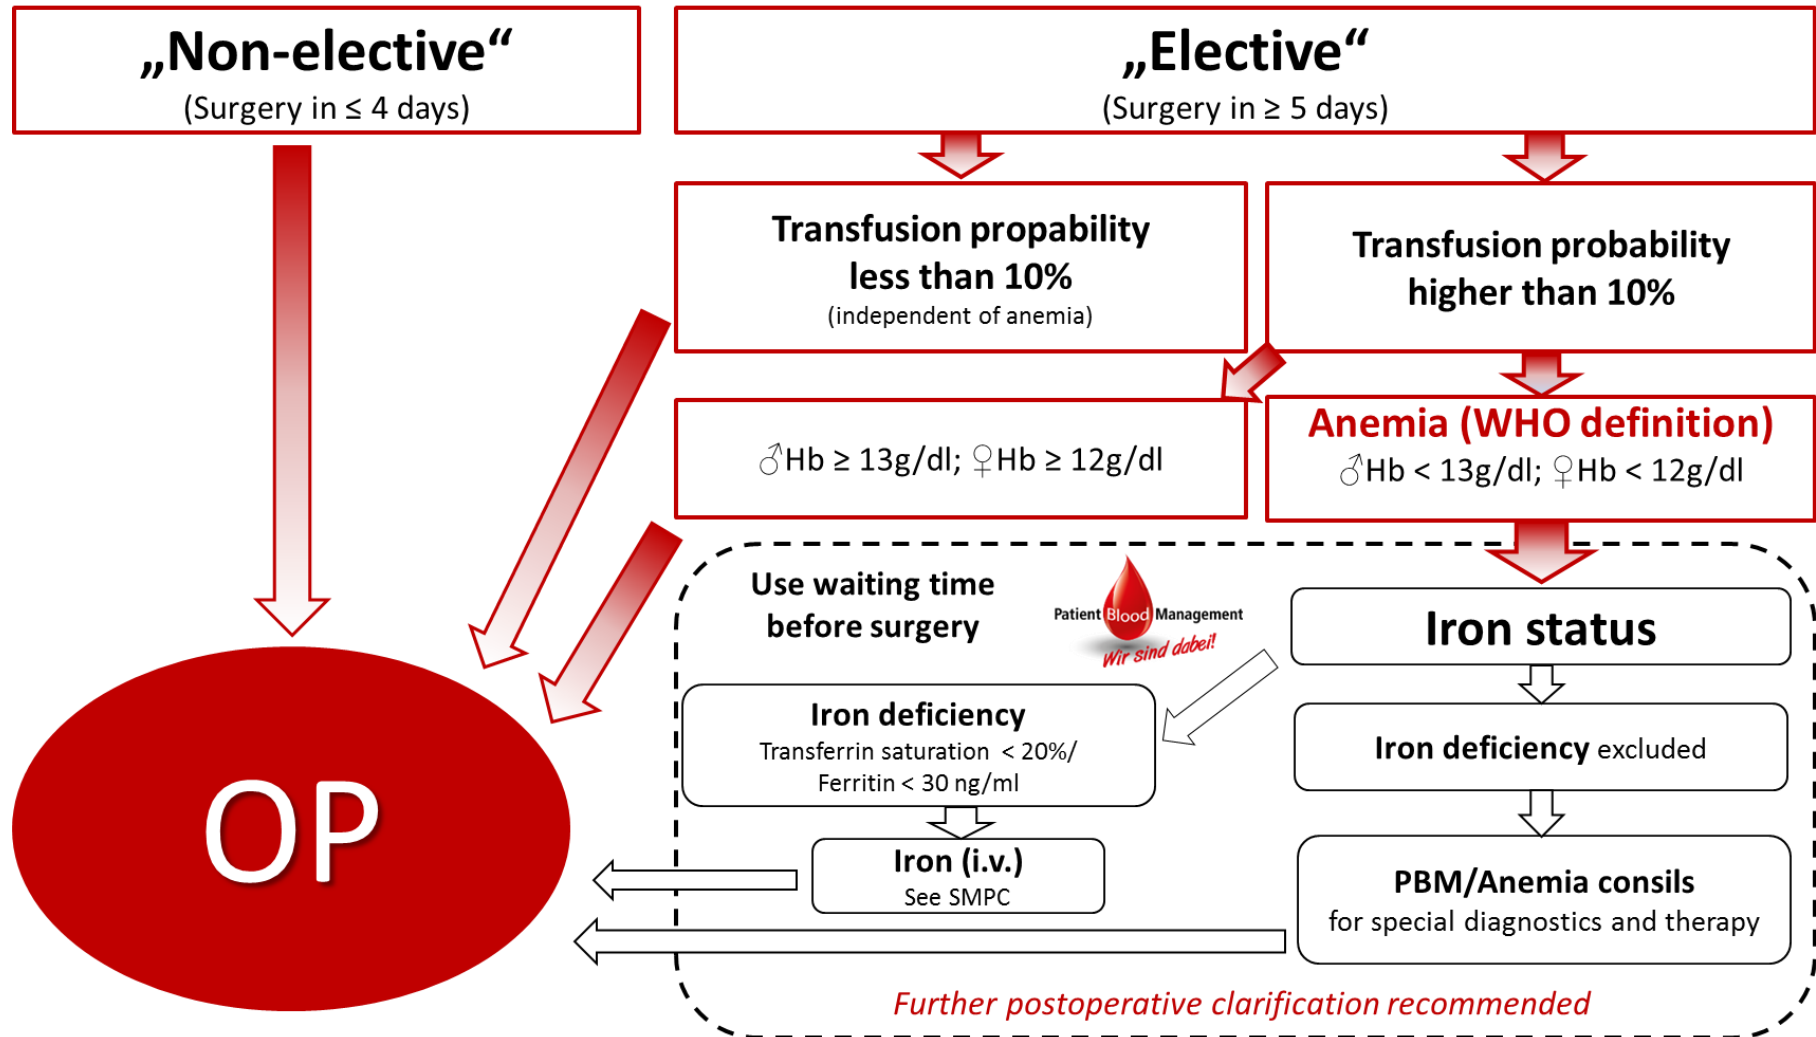 „Non-elective“
(Surgery in ≤ 4 days)
„Elective“
(Surgery in ≥ 5 days)
Transfusion propability
less than 10%
(independent of anemia)
Transfusion probability
higher than 10%
♂Hb ≥ 13g/dl; ♀Hb ≥ 12g/dl
Anemia (WHO definition)
♂Hb < 13g/dl; ♀Hb < 12g/dl
Use waiting time
before surgery
Patient Blood Management
Wir sind dabei!
Iron status
Iron deficiency
Transferrin saturation < 20%/
Ferritin < 30 ng/ml
Iron deficiency excluded
Iron (i.v.)
See SMPC
PBM/Anemia consils
for special diagnostics and therapy
OP
Further postoperative clarification recommended